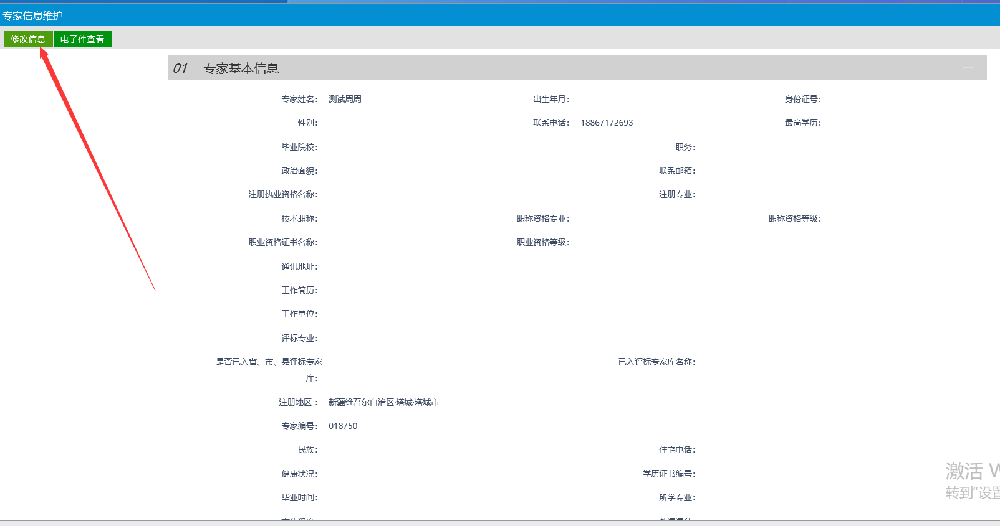 专家信息维护
修改信息 电子件查看
01 专家基本信息
专家姓名： 测试周周 出生年月： 身份证号：
性别： 联系电话： 18867172693 最高学历：
毕业院校： 职务：
政治面貌： 联系邮箱：
注册执业资格名称： 注册专业：
技术职称： 职称资格专业： 职称资格等级：
职业资格证书名称： 职业资格等级：
通讯地址：
工作简历：
工作单位：
评标专业：
是否已入省、市、县评标专家 已入评标专家库名称：
库：
注册地区 ： 新疆维吾尔自治区·塔城·塔城市
专家编号： 018750
民族： 住宅电话：
健康状况： 学历证书编号：
毕业时间： 所学专业：
激活 W
转到"设置